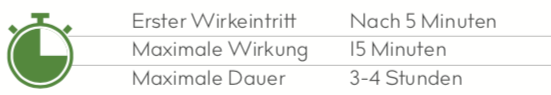 Erster Wirkeintritt Nach 5 Minuten
Maximale Wirkung 15 Minuten
Maximale Dauer 3-4 Stunden